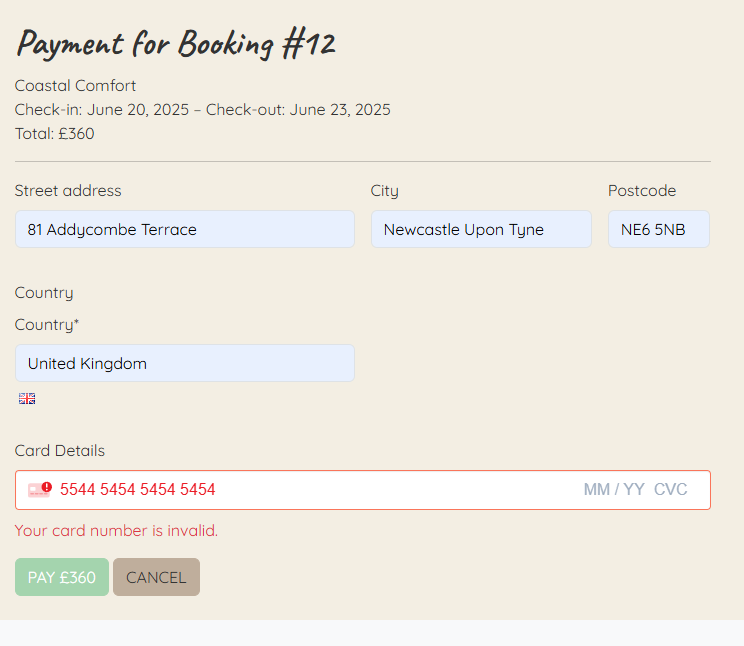 Payment for Booking #12
Coastal Comfort
Check-in: June 20, 2025 – Check-out: June 23, 2025
Total: £360
Street address City Postcode
81 Addycombe Terrace Newcastle Upon Tyne NE6 5NB
Country
Country*
United Kingdom
Card Details
5544 5454 5454 5454 MM / YY CVC
Your card number is invalid.
PAY £360 CANCEL